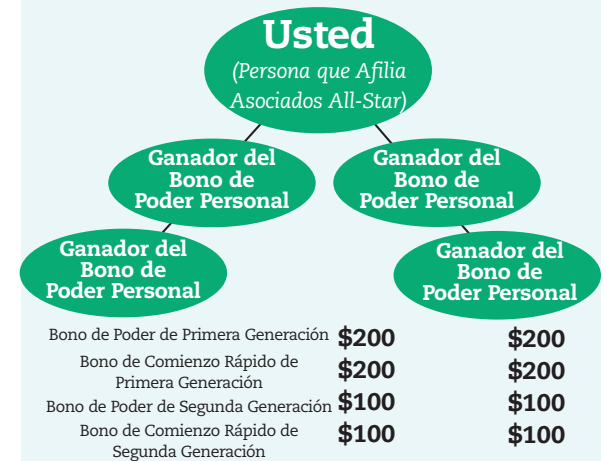 Usted
(Persona que Afilia
Asociados All-Star)
Ganador del
Bono de
Poder Personal
Ganador del
Bono de
Poder Personal
Ganador del
Bono de
Poder Personal
Ganador del
Bono de
Poder Personal
Bono de Poder de Primera Generación $200 $200
Bono de Comienzo Rápido de
Primera Generación $200 $200
Bono de Poder de Segunda Generación $100 $100
Bono de Comienzo Rápido de
Segunda Generación $100 $100